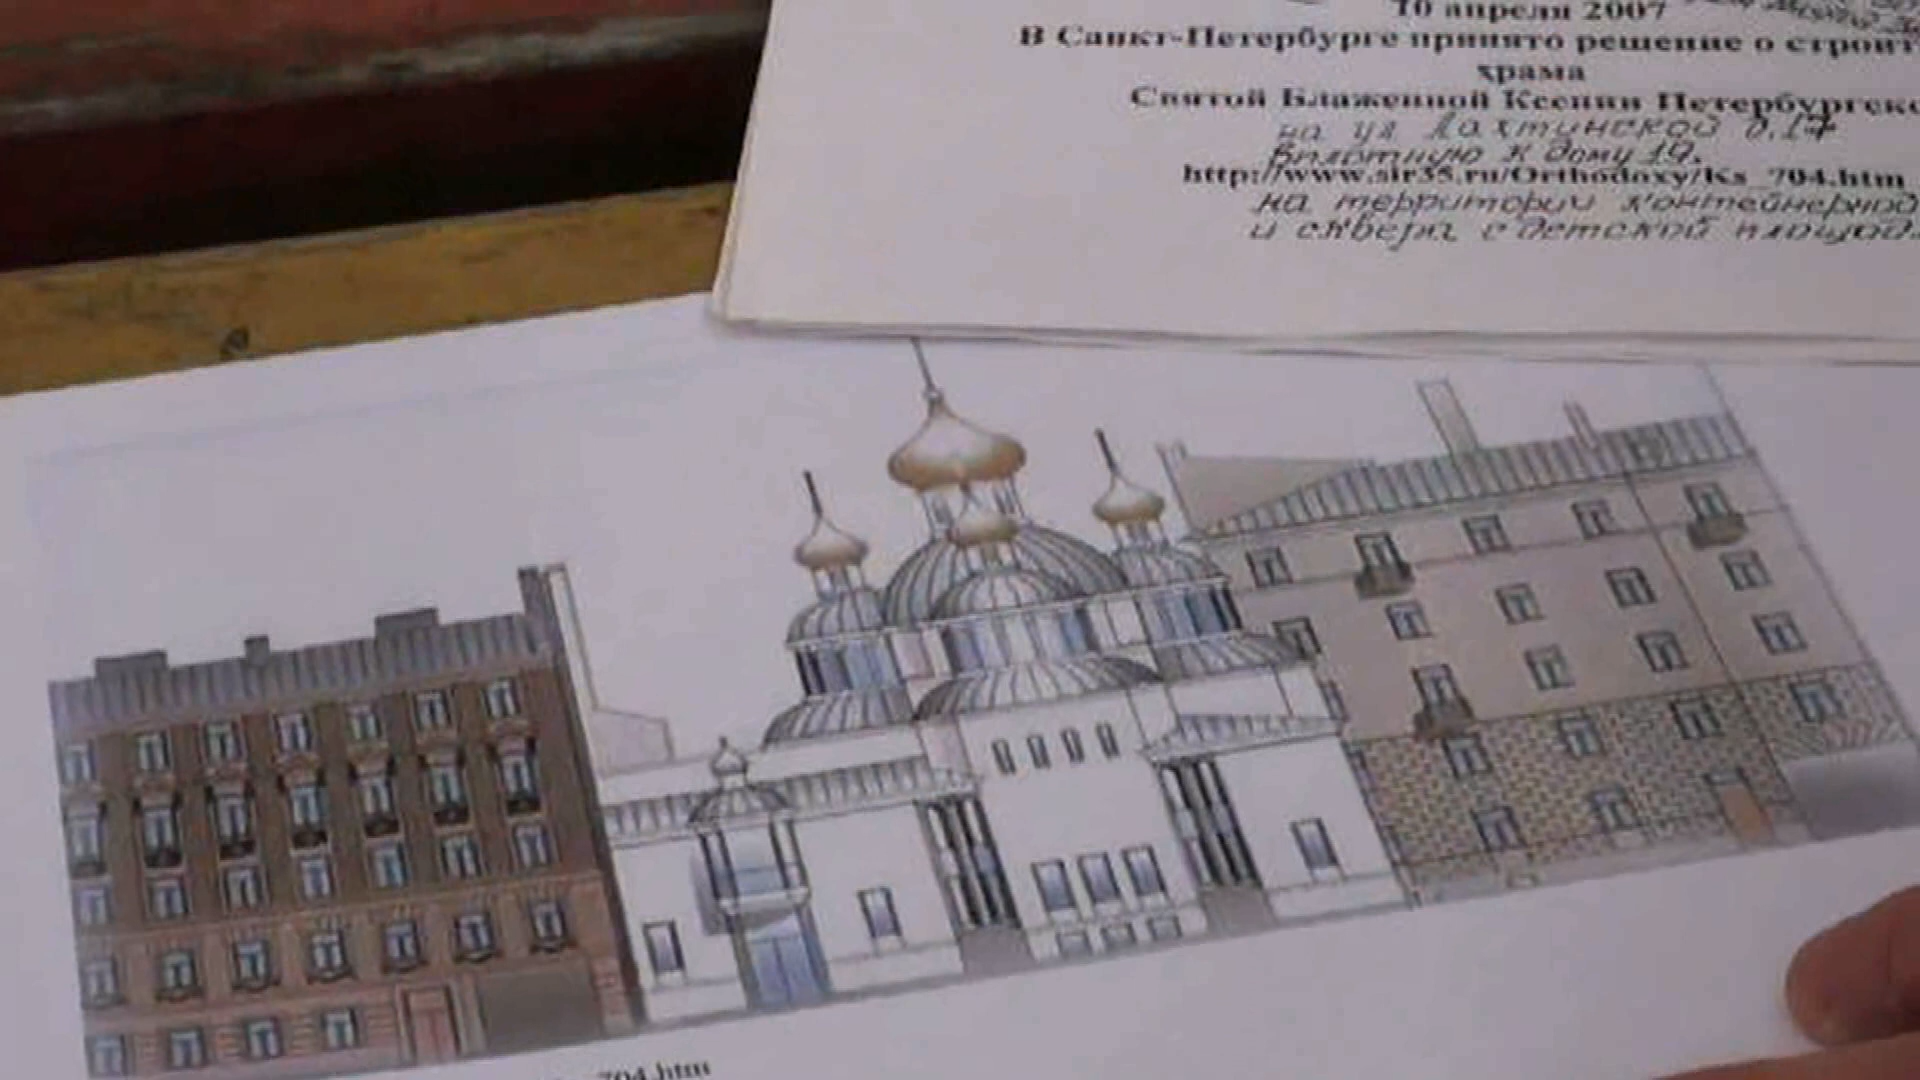 10 апреля 2007
В Санкт-Петербурге принято решение о строит
храма
Святой Блаженной Ксении Петербургско
на ул Лахтинской д.17
вплотную к дому 19.
http://www.sir35.ru/Orthodoxy/Ks_704.htm
на территории контейнерной
и сквера с детской площад
704.htm